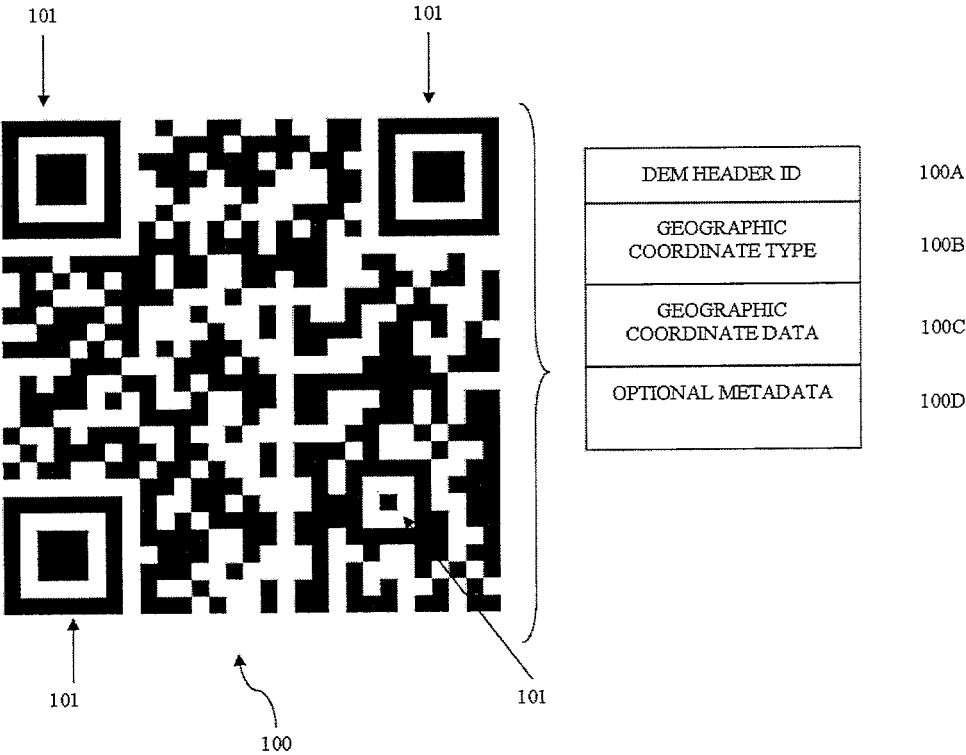 101
101
DEM HEADER ID
100A
GEOGRAPHIC
COORDINATE TYPE
100B
GEOGRAPHIC
COORDINATE DATA
100C
OPTIONAL METADATA
100D
101
101
100